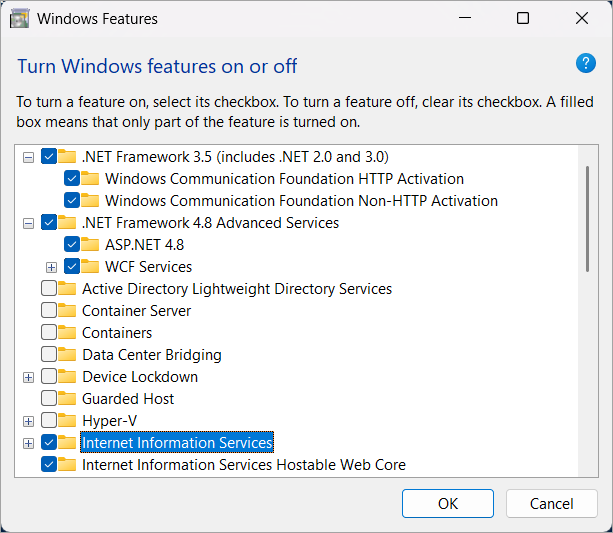 Windows Features
Turn Windows features on or off
?
To turn a feature on, select its checkbox. To turn a feature off, clear its checkbox. A filled
box means that only part of the feature is turned on.
.NET Framework 3.5 (includes .NET 2.0 and 3.0)
Windows Communication Foundation HTTP Activation
Windows Communication Foundation Non-HTTP Activation
.NET Framework 4.8 Advanced Services
ASP.NET 4.8
WCF Services
Active Directory Lightweight Directory Services
Container Server
Containers
Data Center Bridging
Device Lockdown
Guarded Host
Hyper-V
Internet Information Services
Internet Information Services Hostable Web Core
OK Cancel